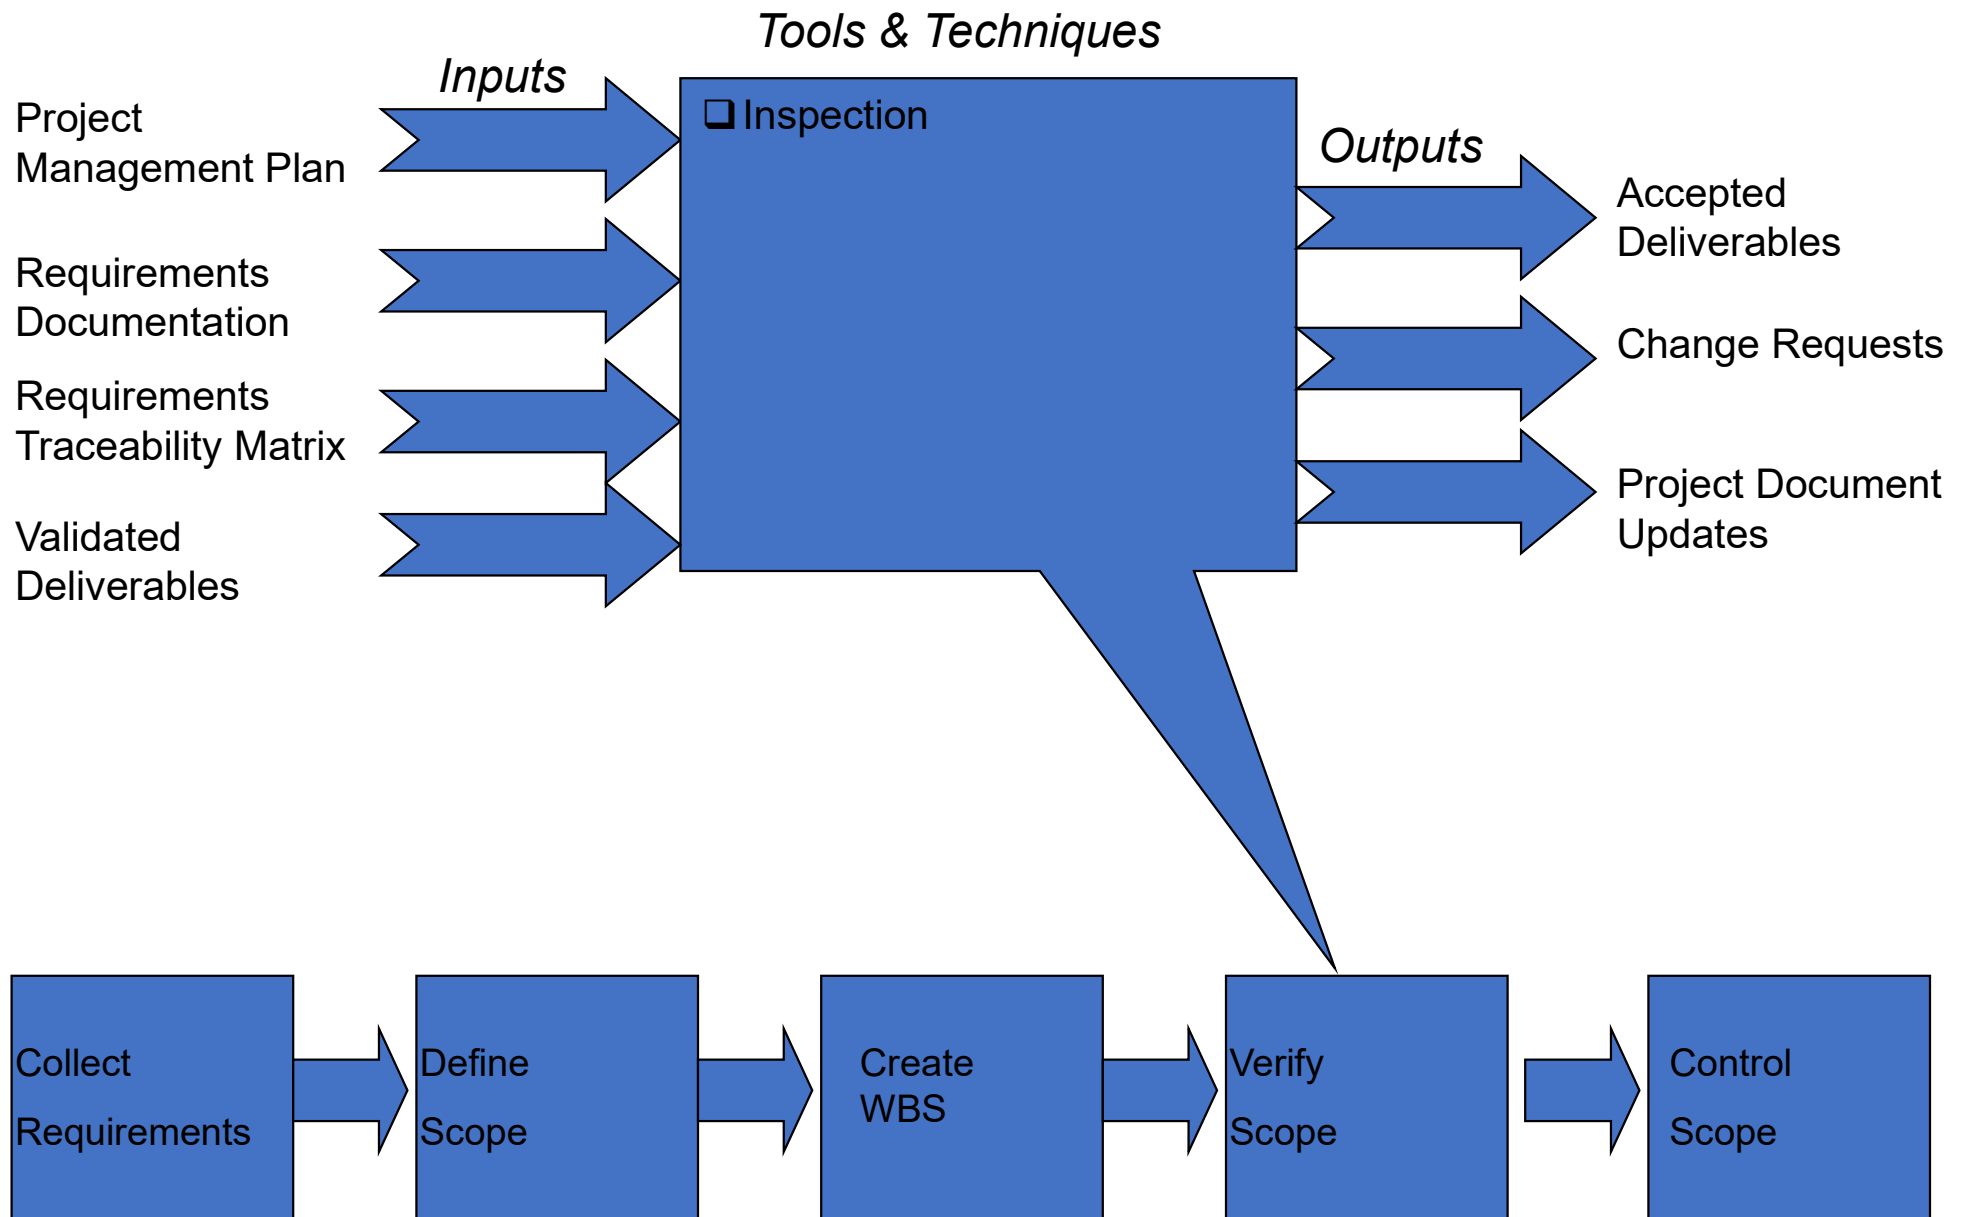 Tools & Techniques
Inputs
Project
Management Plan
Requirements
Documentation
Requirements
Traceability Matrix
Validated
Deliverables
❑ Inspection
Outputs
Accepted
Deliverables
Change Requests
Project Document
Updates
Collect
Requirements
Define
Scope
Create
WBS
Verify
Scope
Control
Scope